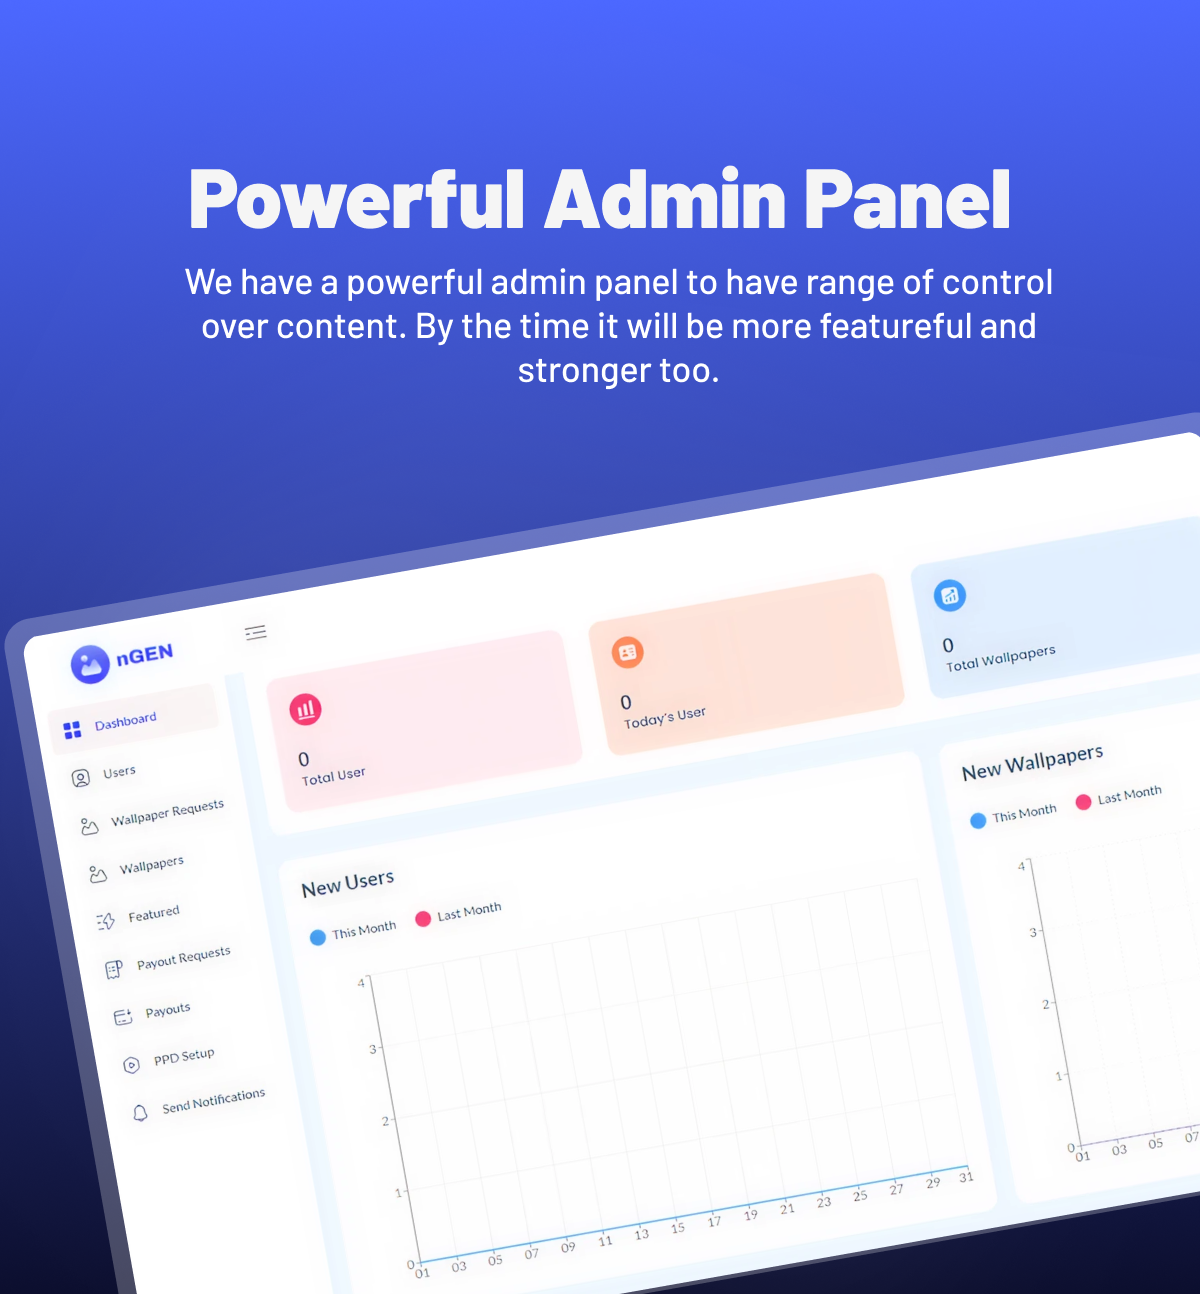 Powerful Admin Panel
We have a powerful admin panel to have range of control
over content. By the time it will be more featureful and
stronger too.
nGEN
Dashboard
Users
Wallpaper Requests
Wallpapers
Featured
Payout Requests
Payouts
PPD Setup
Send Notifications
0
Total User
0
Today's User
0
Total Wallpapers
New Users
This Month
Last Month
4
3
2
1
0
01 03 05 07 09 11 13 15 17 19 21 23 25 27 29 31
New Wallpapers
This Month
Last Month
4
3
2
1
0
01 03 05 07